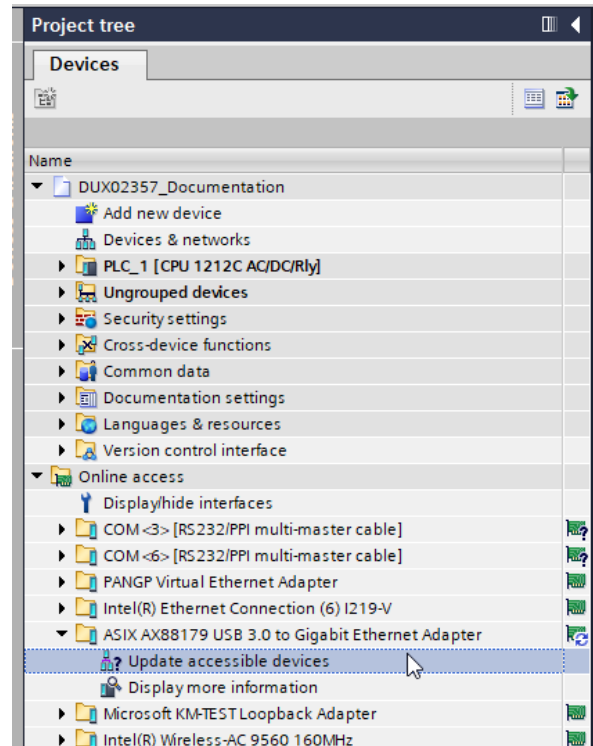 Project tree
Devices
Name
DUX02357_Documentation
Add new device
Devices & networks
PLC_1 [CPU 1212C AC/DC/Rly]
Ungrouped devices
Security settings
Cross-device functions
Common data
Documentation settings
Languages & resources
Version control interface
Online access
Display/hide interfaces
COM <3> [RS232/PPI multi-master cable]
COM <6> [RS232/PPI multi-master cable]
PANGP Virtual Ethernet Adapter
Intel(R) Ethernet Connection (6) I219-V
ASIX AX88179 USB 3.0 to Gigabit Ethernet Adapter
Update accessible devices
Display more information
Microsoft KM-TEST Loopback Adapter
Intel(R) Wireless-AC 9560 160MHz